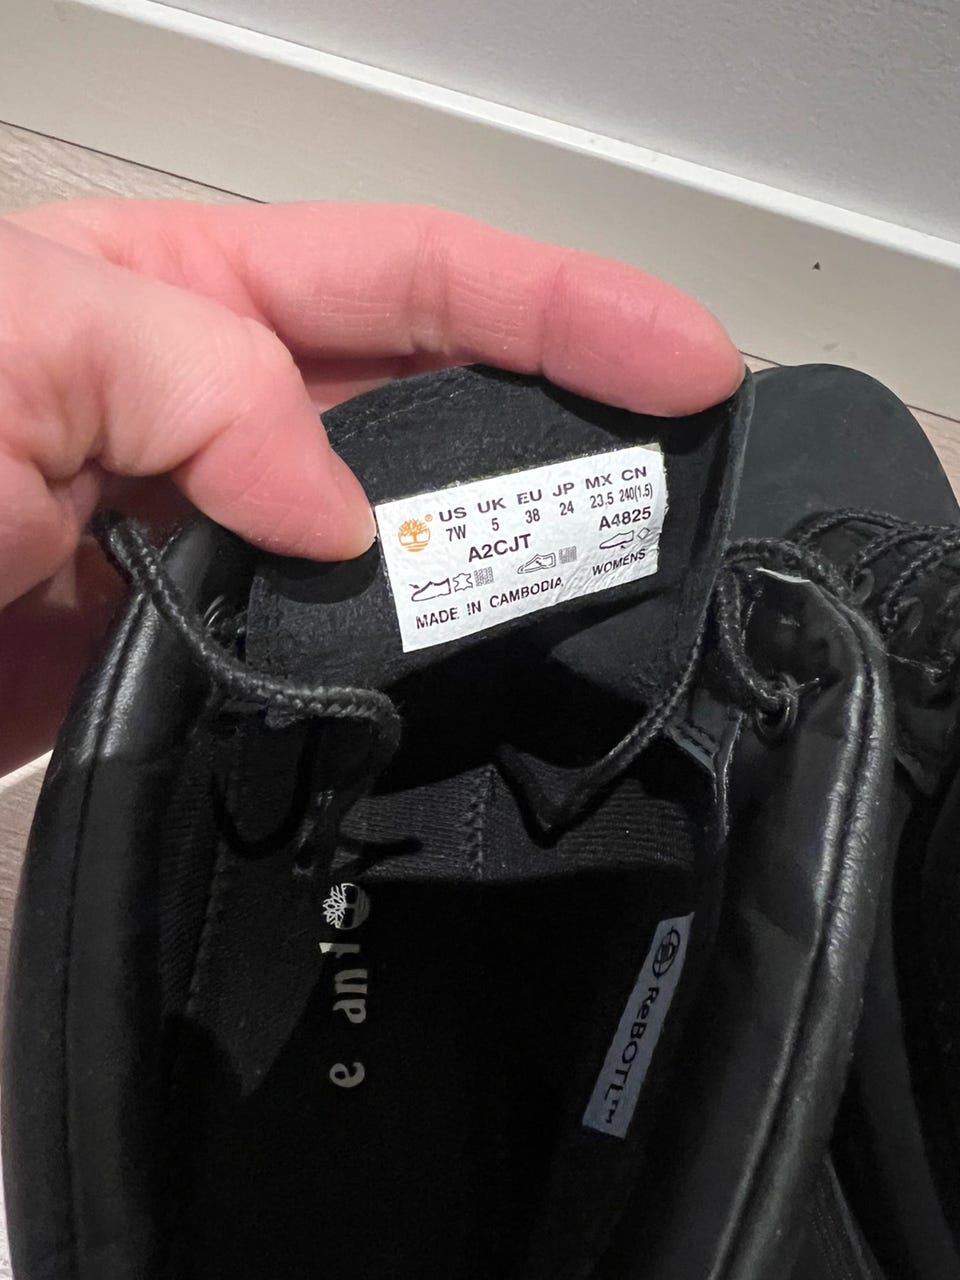 US UK EU JP MX CN
7W 5 38 24 23.5 240(1.5)
A2CJT A4825
WOMENS
MADE IN CAMBODIA
ReBOTL™